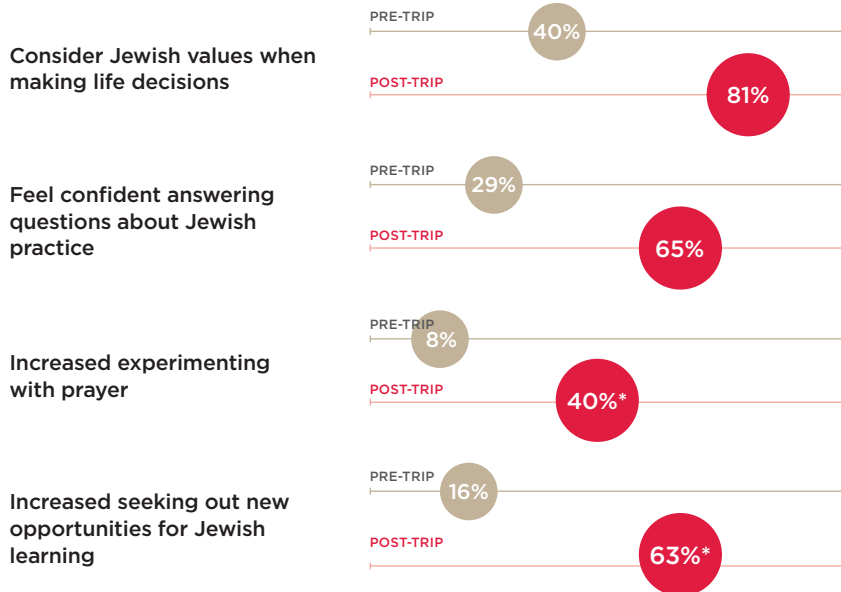 PRE-TRIP
40%
Consider Jewish values when
making life decisions
POST-TRIP
81%
PRE-TRIP
29%
Feel confident answering
questions about Jewish
practice
POST-TRIP
65%
PRE-TRIP
8%
Increased experimenting
with prayer
POST-TRIP
40%*
PRE-TRIP
16%
Increased seeking out new
opportunities for Jewish
learning
POST-TRIP
63%*